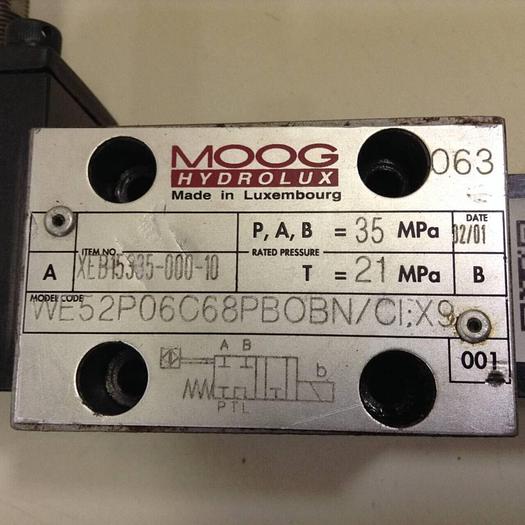 MOOG
HYDROLUX
Made in Luxembourg
063
P, A, B = 35 MPa
DATE
02/01
ITEM NO.
RATED PRESSURE
A
XEB15335-000-10
T = 21 MPa
B
MODEL CODE
WE52P06C68PBOBN/CI;X9
A B
b
PTL
001